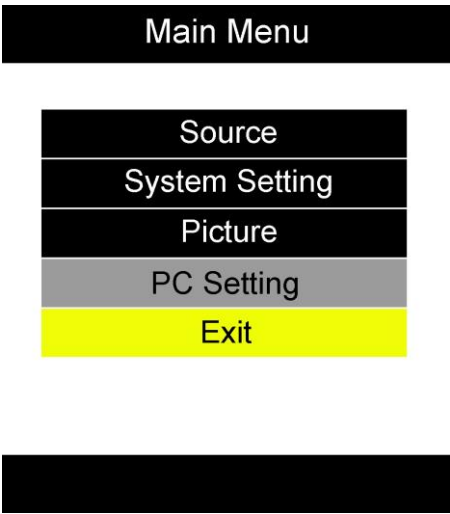 Main Menu
Source
System Setting
Picture
PC Setting
Exit